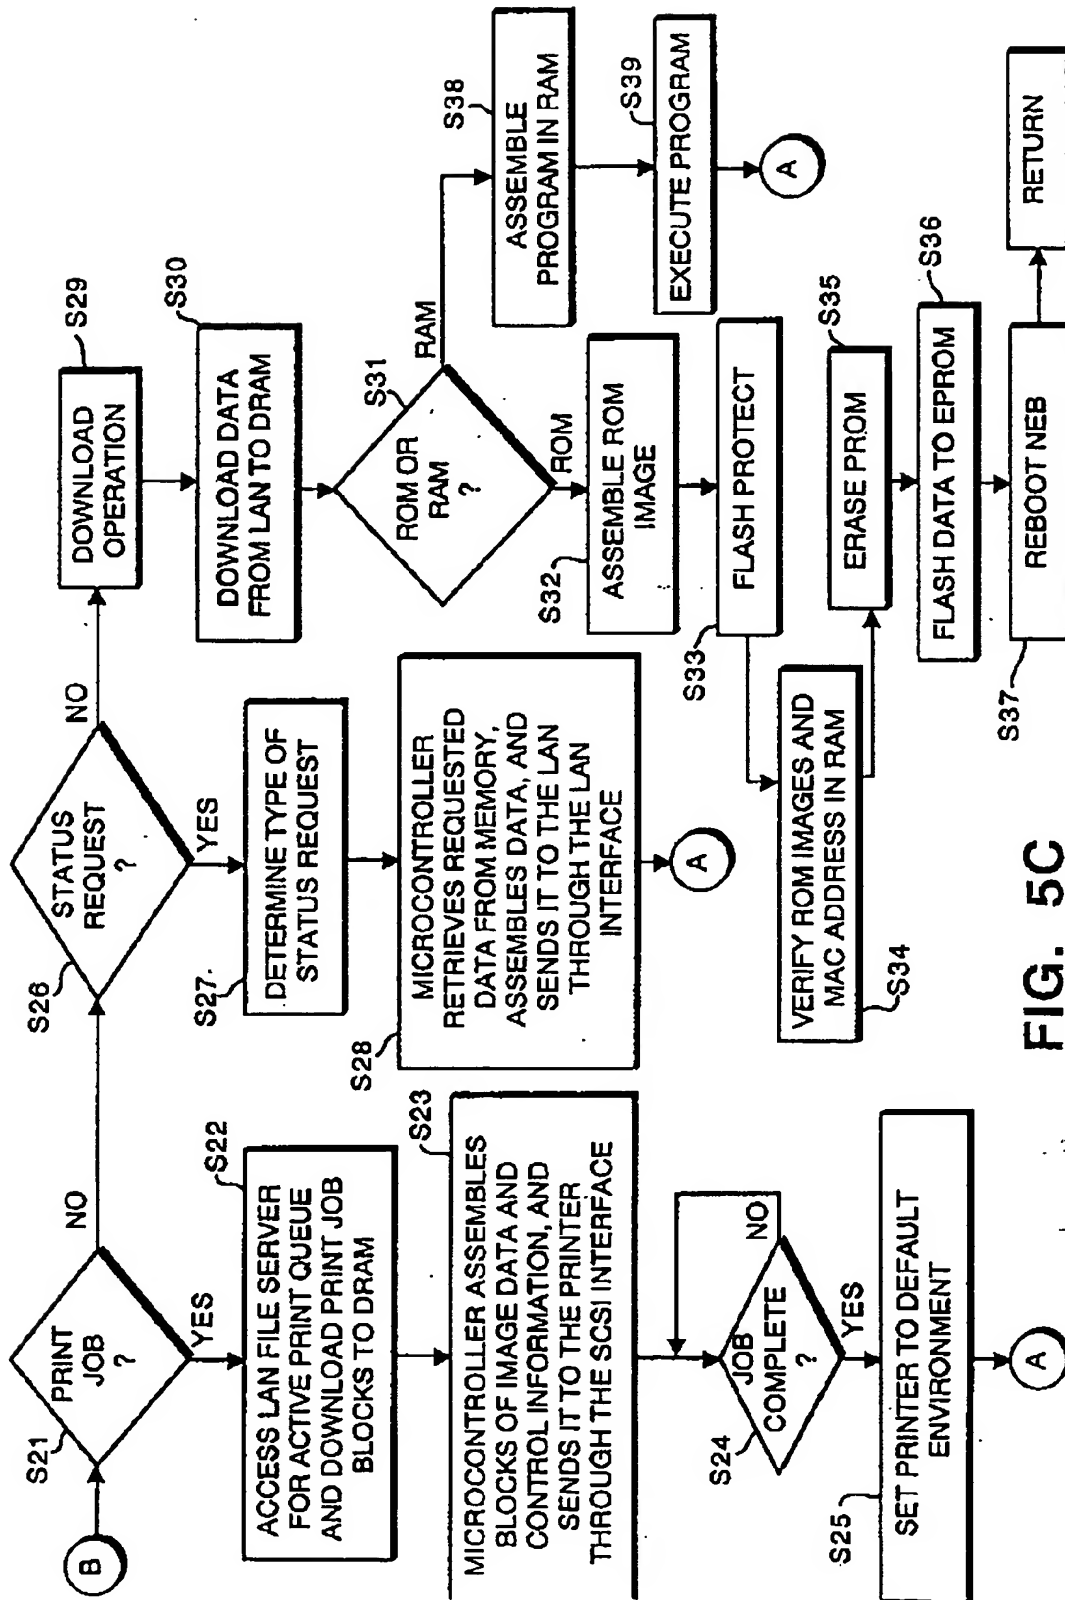 B
S21
PRINT
JOB
?
NO
YES
S22
ACCESS LAN FILE SERVER
FOR ACTIVE PRINT QUEUE
AND DOWNLOAD PRINT JOB
BLOCKS TO DRAM
S23
MICROCONTROLLER ASSEMBLES
BLOCKS OF IMAGE DATA AND
CONTROL INFORMATION, AND
SENDS IT TO THE PRINTER
THROUGH THE SCSI INTERFACE
S24
JOB
COMPLETE
?
NO
YES
S25
SET PRINTER TO DEFAULT
ENVIRONMENT
A
S26
STATUS
REQUEST
?
NO
YES
S27
DETERMINE TYPE OF
STATUS REQUEST
S28
MICROCONTROLLER
RETRIEVES REQUESTED
DATA FROM MEMORY,
ASSEMBLES DATA, AND
SENDS IT TO THE LAN
THROUGH THE LAN
INTERFACE
A
S29
DOWNLOAD
OPERATION
S30
DOWNLOAD DATA
FROM LAN TO DRAM
S31
ROM OR
RAM
?
RAM
ROM
S32
ASSEMBLE ROM
IMAGE
S33
FLASH PROTECT
S34
VERIFY ROM IMAGES AND
MAC ADDRESS IN RAM
S35
ERASE PROM
S36
FLASH DATA TO EPROM
S37
REBOOT NEB
RETURN
S38
ASSEMBLE
PROGRAM IN RAM
S39
EXECUTE PROGRAM
A
FIG. 5C